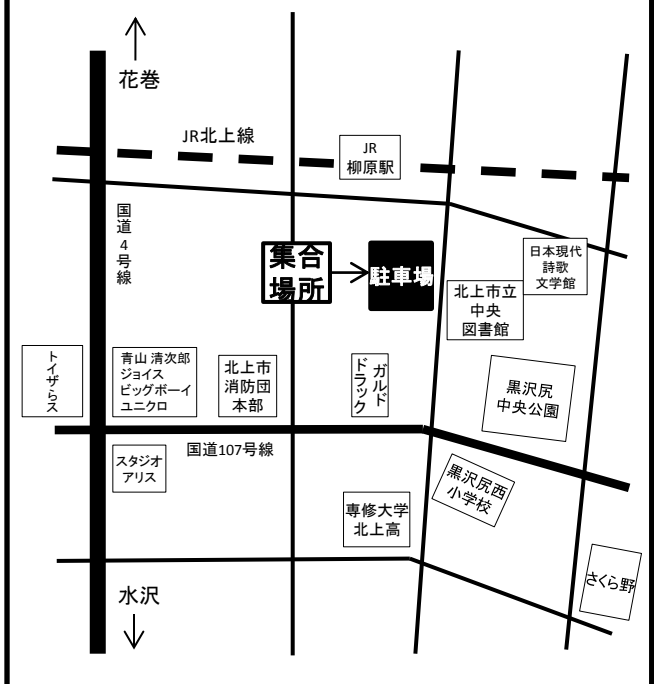 花巻
JR北上線
JR
柳原駅
国道4号線
集合
場所
駐車場
日本現代
詩歌
文学館
北上市立
中央
図書館
トイザらス
青山 清次郎
ジョイス
ビッグボーイ
ユニクロ
北上市
消防団
本部
ガルド
ドラック
黒沢尻
中央公園
国道107号線
スタジオ
アリス
黒沢尻西
小学校
専修大学
北上高
さくら野
水沢